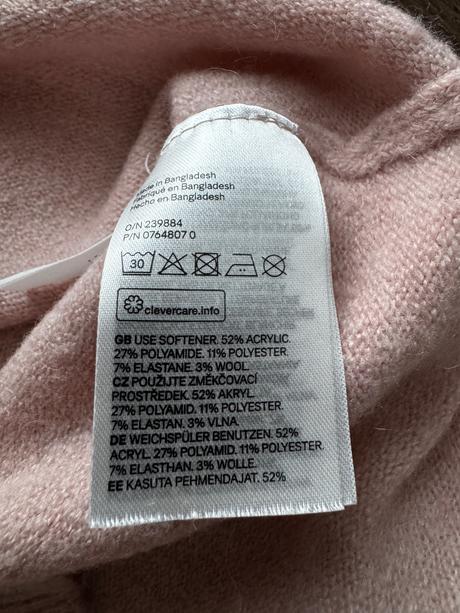 Made in Bangladesh
Fabriqué en Bangladesh
Hecho en Bangladesh
O/N 239884
P/N 0764807 0
30
clevercare.info
GB USE SOFTENER. 52% ACRYLIC.
27% POLYAMIDE. 11% POLYESTER.
7% ELASTANE. 3% WOOL.
CZ POUŽIJTE ZMĚKČOVACÍ
PROSTŘEDEK. 52% AKRYL.
27% POLYAMID. 11% POLYESTER.
7% ELASTAN. 3% VLNA.
DE WEICHSPÜLER BENUTZEN. 52%
ACRYL. 27% POLYAMID. 11% POLYESTER.
7% ELASTHAN. 3% WOLLE.
EE KASUTA PEHMENDAJAT. 52%